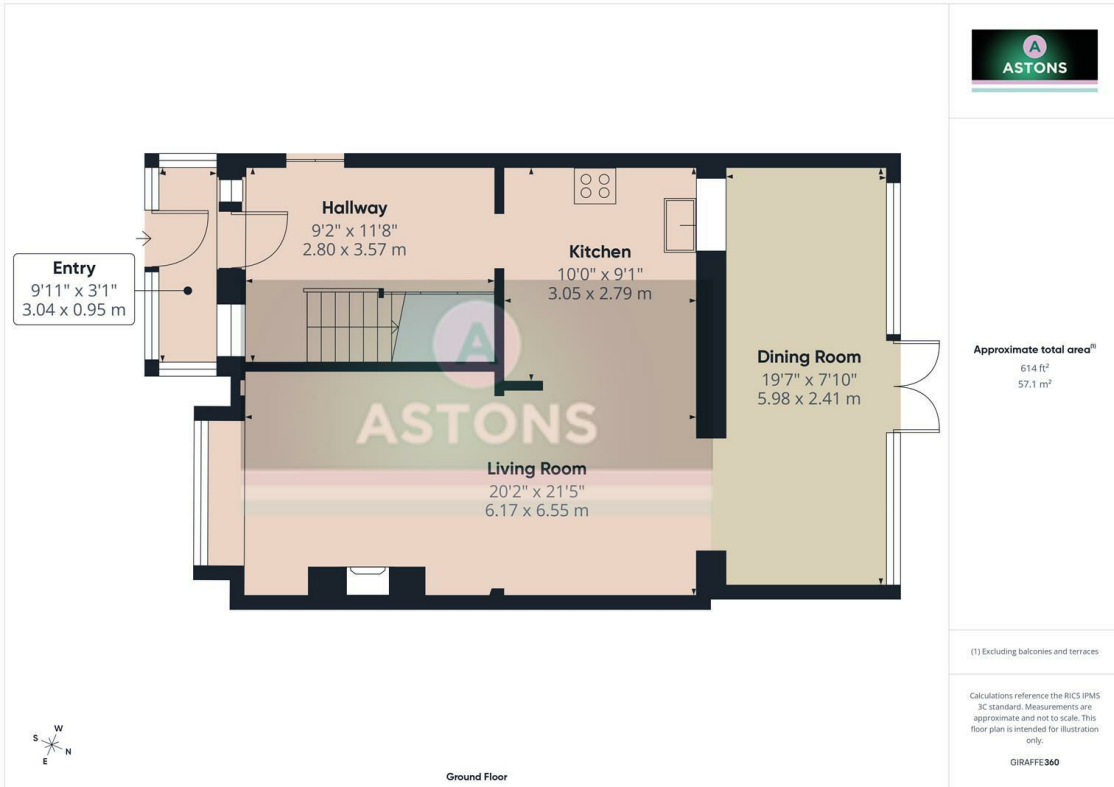 A
ASTONS
Hallway
9'2" x 11'8"
2.80 x 3.57 m
Kitchen
10'0" x 9'1"
3.05 x 2.79 m
Entry
9'11" x 3'1"
3.04 x 0.95 m
Dining Room
19'7" x 7'10"
5.98 x 2.41 m
A
ASTONS
Living Room
20'2" x 21'5"
6.17 x 6.55 m
Approximate total area(1)
614 ft²
57.1 m²
(1) Excluding balconies and terraces
Calculations reference the RICS IPMS
3C standard. Measurements are
approximate and not to scale. This
floor plan is intended for illustration
only.
GIRAFFE360
W
S
N
E
Ground Floor